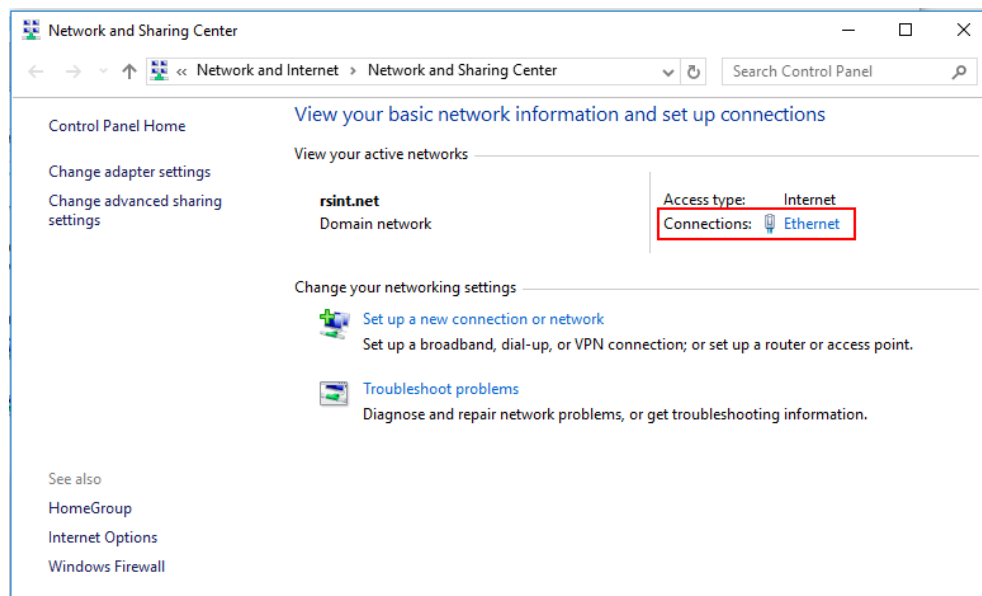 Network and Sharing Center
« Network and Internet › Network and Sharing Center
Search Control Panel
Control Panel Home
Change adapter settings
Change advanced sharing
settings
See also
HomeGroup
Internet Options
Windows Firewall
View your basic network information and set up connections
View your active networks
rsint.net
Domain network
Access type: Internet
Connections: Ethernet
Change your networking settings
Set up a new connection or network
Set up a broadband, dial-up, or VPN connection; or set up a router or access point.
Troubleshoot problems
Diagnose and repair network problems, or get troubleshooting information.